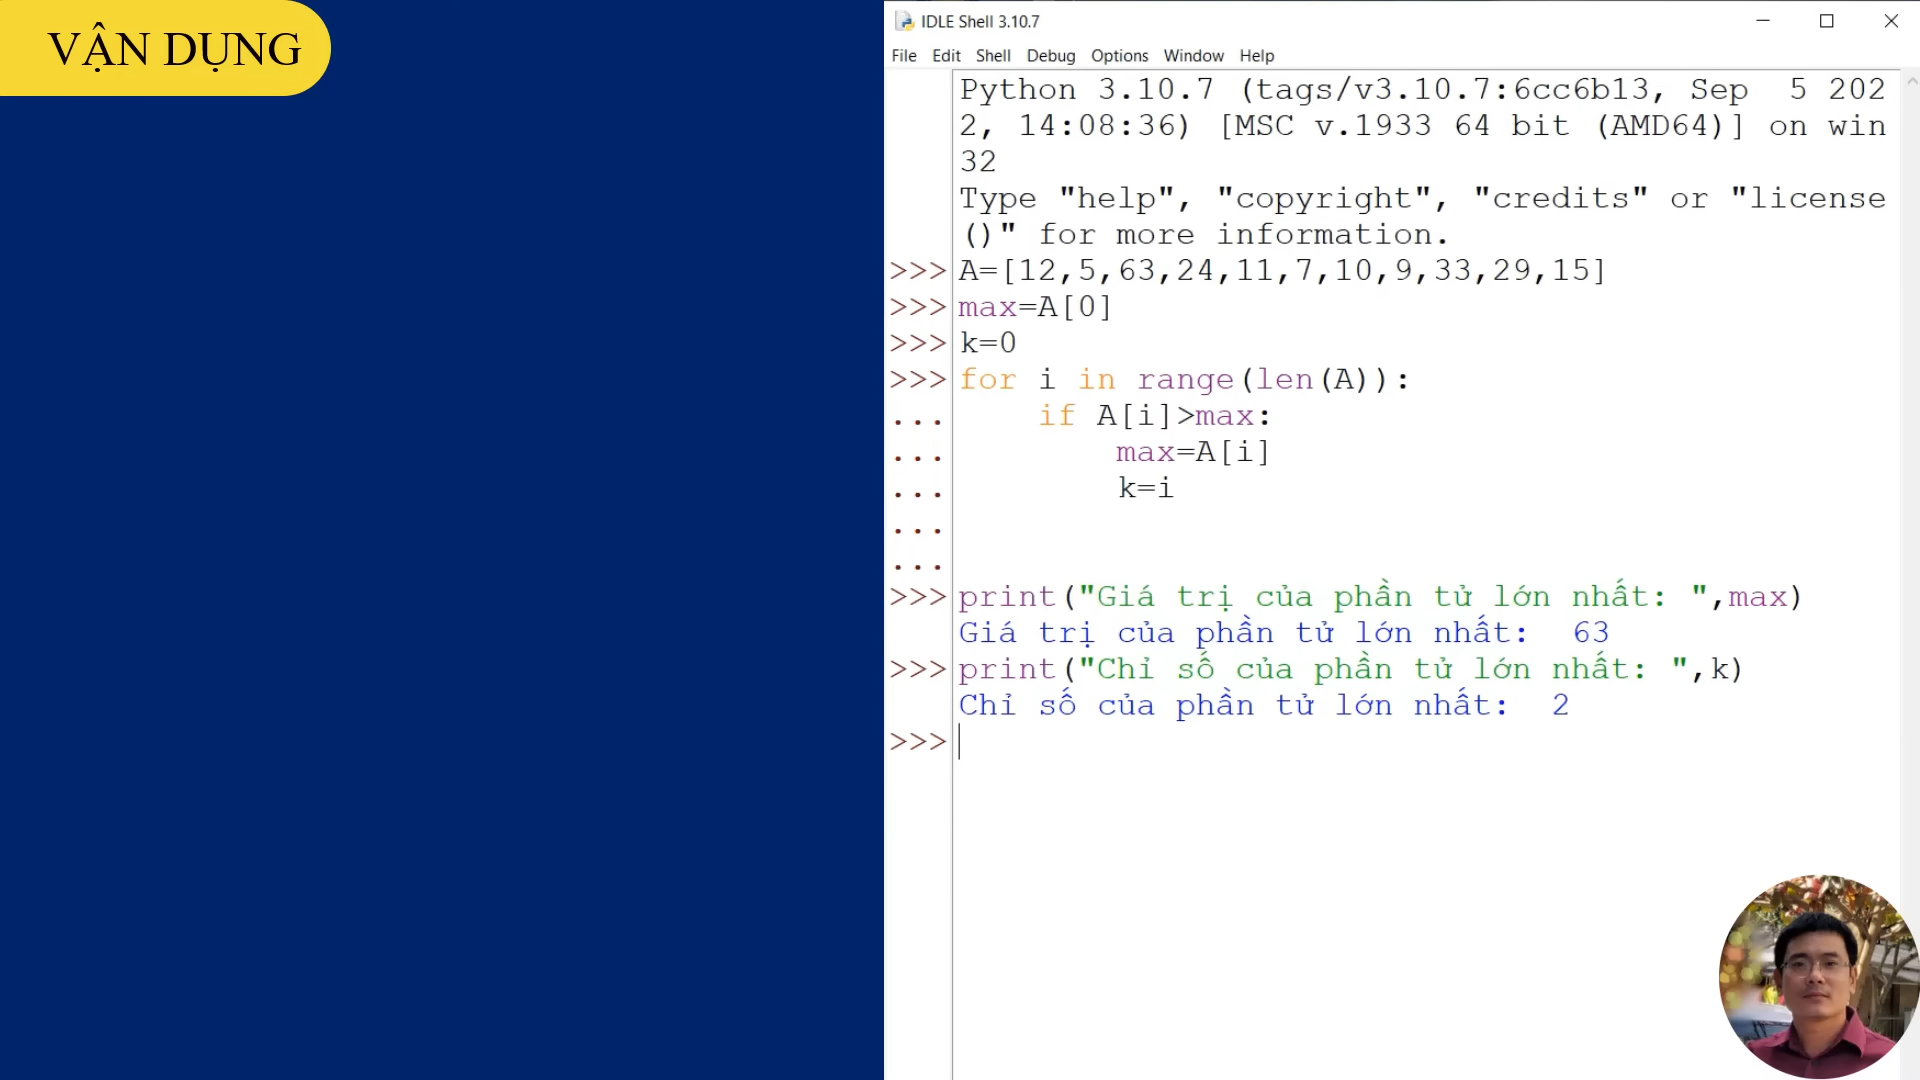 VẬN DỤNG
IDLE Shell 3.10.7
File Edit Shell Debug Options Window Help
Python 3.10.7 (tags/v3.10.7:6cc6b13, Sep  5 202
2, 14:08:36) [MSC v.1933 64 bit (AMD64)] on win
32
Type "help", "copyright", "credits" or "license
()" for more information.
>>> A=[12,5,63,24,11,7,10,9,33,29,15]
>>> max=A[0]
>>> k=0
>>> for i in range(len(A)):
...     if A[i]>max:
...         max=A[i]
...         k=i
...
...
>>> print("Giá trị của phần tử lớn nhất: ",max)
Giá trị của phần tử lớn nhất:  63
>>> print("Chỉ số của phần tử lớn nhất: ",k)
Chỉ số của phần tử lớn nhất:  2
>>>